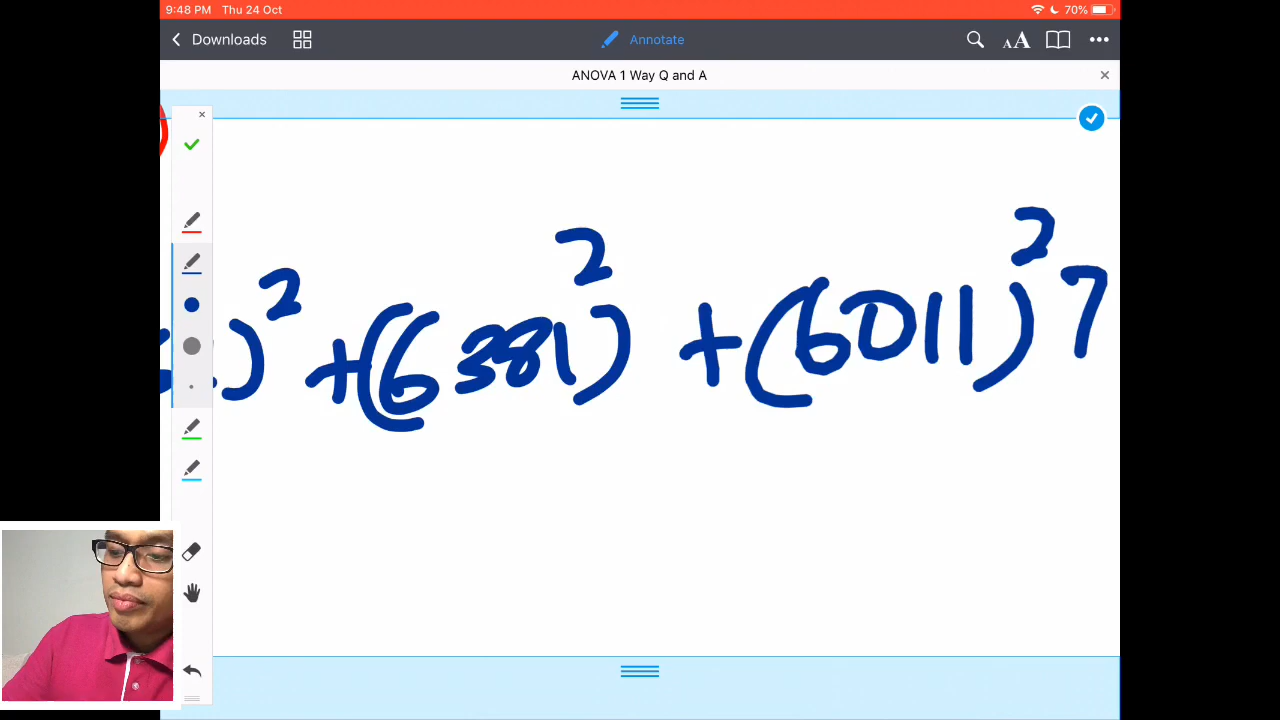 9:48 PM Thu 24 Oct 70%
Downloads Annotate AA
ANOVA 1 Way Q and A
)² +(6381)² +(6011)² 7